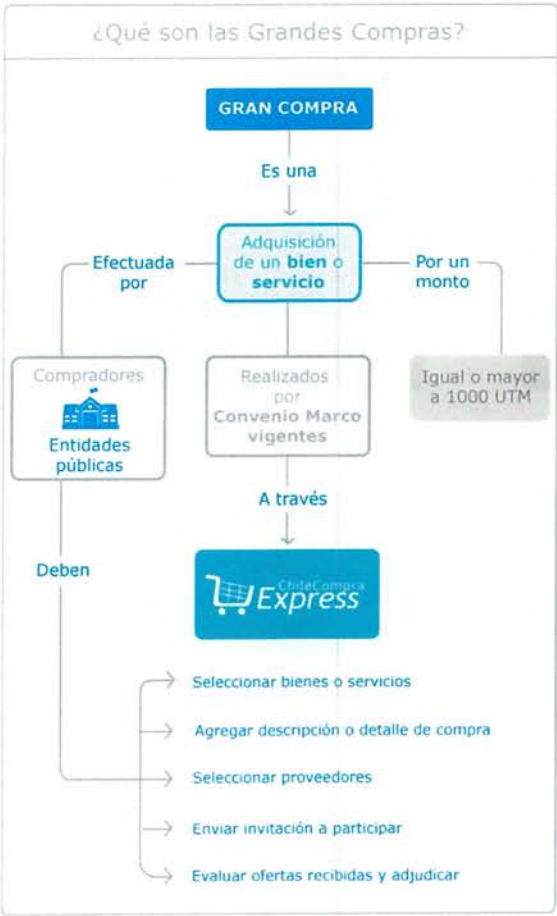 ¿Qué son las Grandes Compras?
GRAN COMPRA
Es una
Adquisición
de un bien o
servicio
Efectuada
por
Por un
monto
Compradores
Entidades
públicas
Realizados
por
Convenio Marco
vigentes
Igual o mayor
a 1000 UTM
A través
Deben
ChileCompra
Express
Seleccionar bienes o servicios
Agregar descripción o detalle de compra
Seleccionar proveedores
Enviar invitación a participar
Evaluar ofertas recibidas y adjudicar